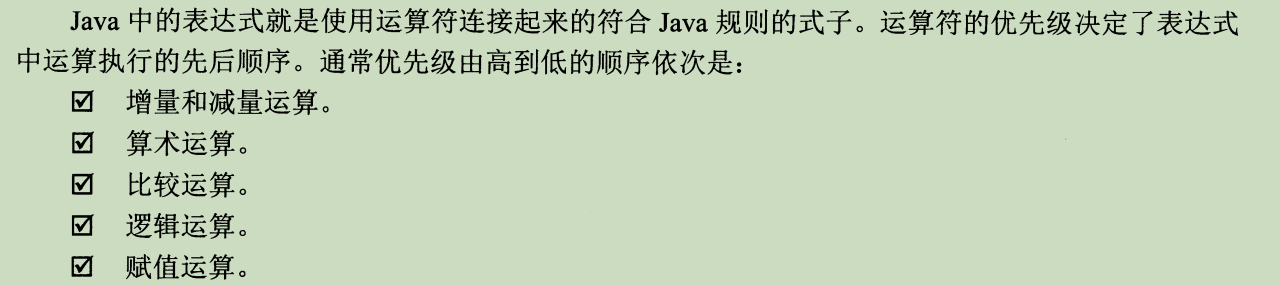 Java 中的表达式就是使用运算符连接起来的符合 Java 规则的式子。运算符的优先级决定了表达式
中运算执行的先后顺序。通常优先级由高到低的顺序依次是：
☑ 增量和减量运算。
☑ 算术运算。
☑ 比较运算。
☑ 逻辑运算。
☑ 赋值运算。